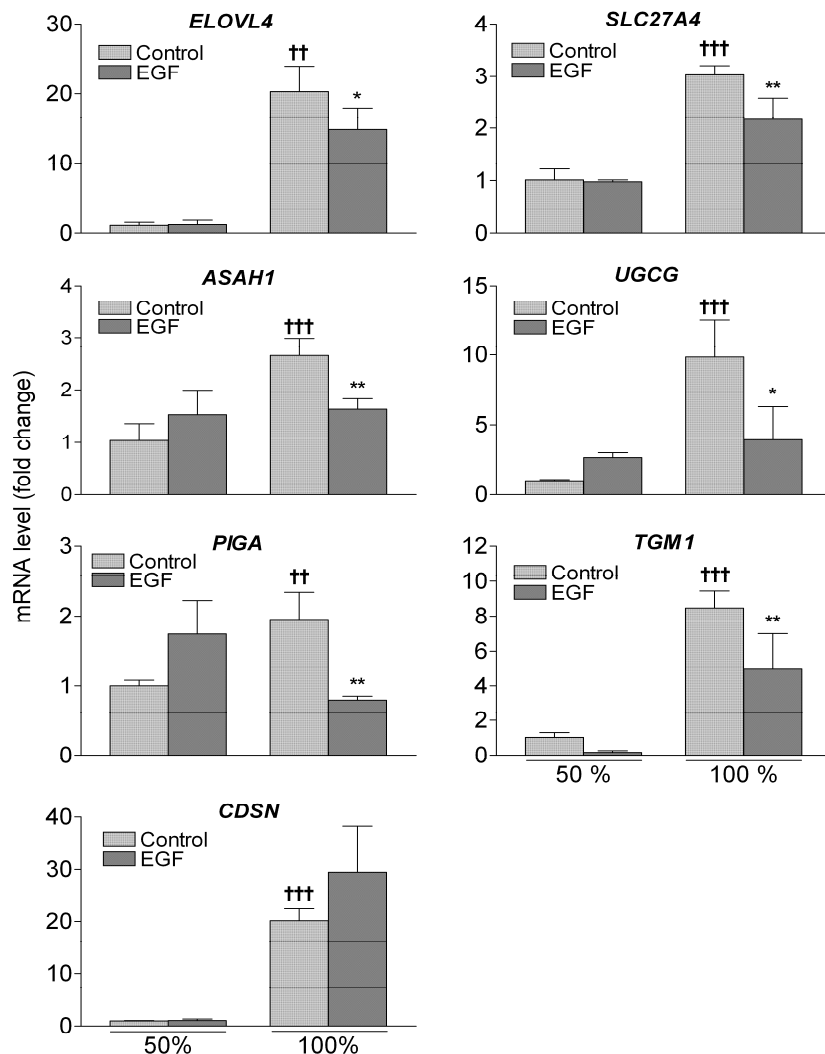 ELOVL4
30
20
10
0
Control
EGF
††
*
SLC27A4
4
3
2
1
0
Control
EGF
†††
**
mRNA level (fold change)
ASAH1
4
3
2
1
0
Control
EGF
†††
**
UGCG
15
10
5
0
Control
EGF
†††
*
PIGA
3
2
1
0
Control
EGF
††
**
TGM1
12
10
8
6
4
2
0
Control
EGF
†††
**
50 %
100 %
CDSN
40
30
20
10
0
Control
EGF
†††
50%
100%